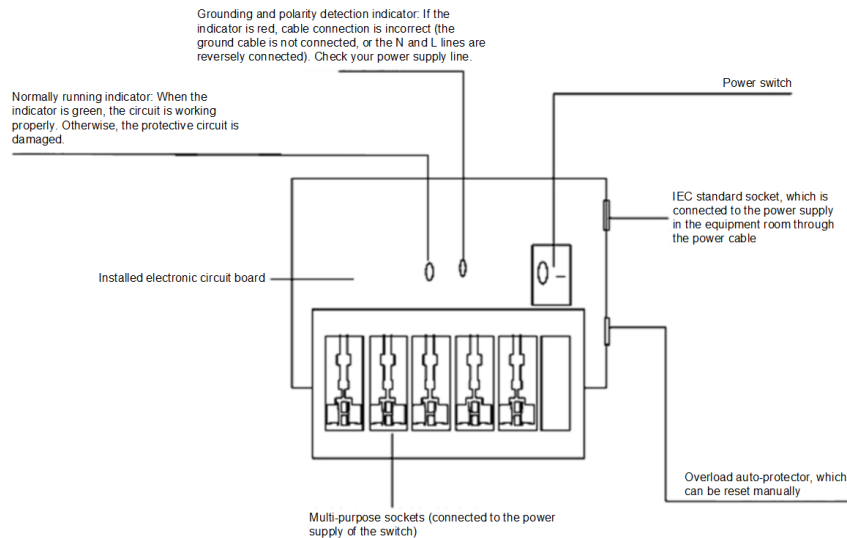 Grounding and polarity detection indicator: If the
indicator is red, cable connection is incorrect (the
ground cable is not connected, or the N and L lines are
reversely connected). Check your power supply line.
Power switch
Normally running indicator: When the
indicator is green, the circuit is working
properly. Otherwise, the protective circuit is
damaged.
IEC standard socket, which is
connected to the power supply
in the equipment room through
the power cable
Installed electronic circuit board
Overload auto-protector, which
can be reset manually
Multi-purpose sockets (connected to the power
supply of the switch)